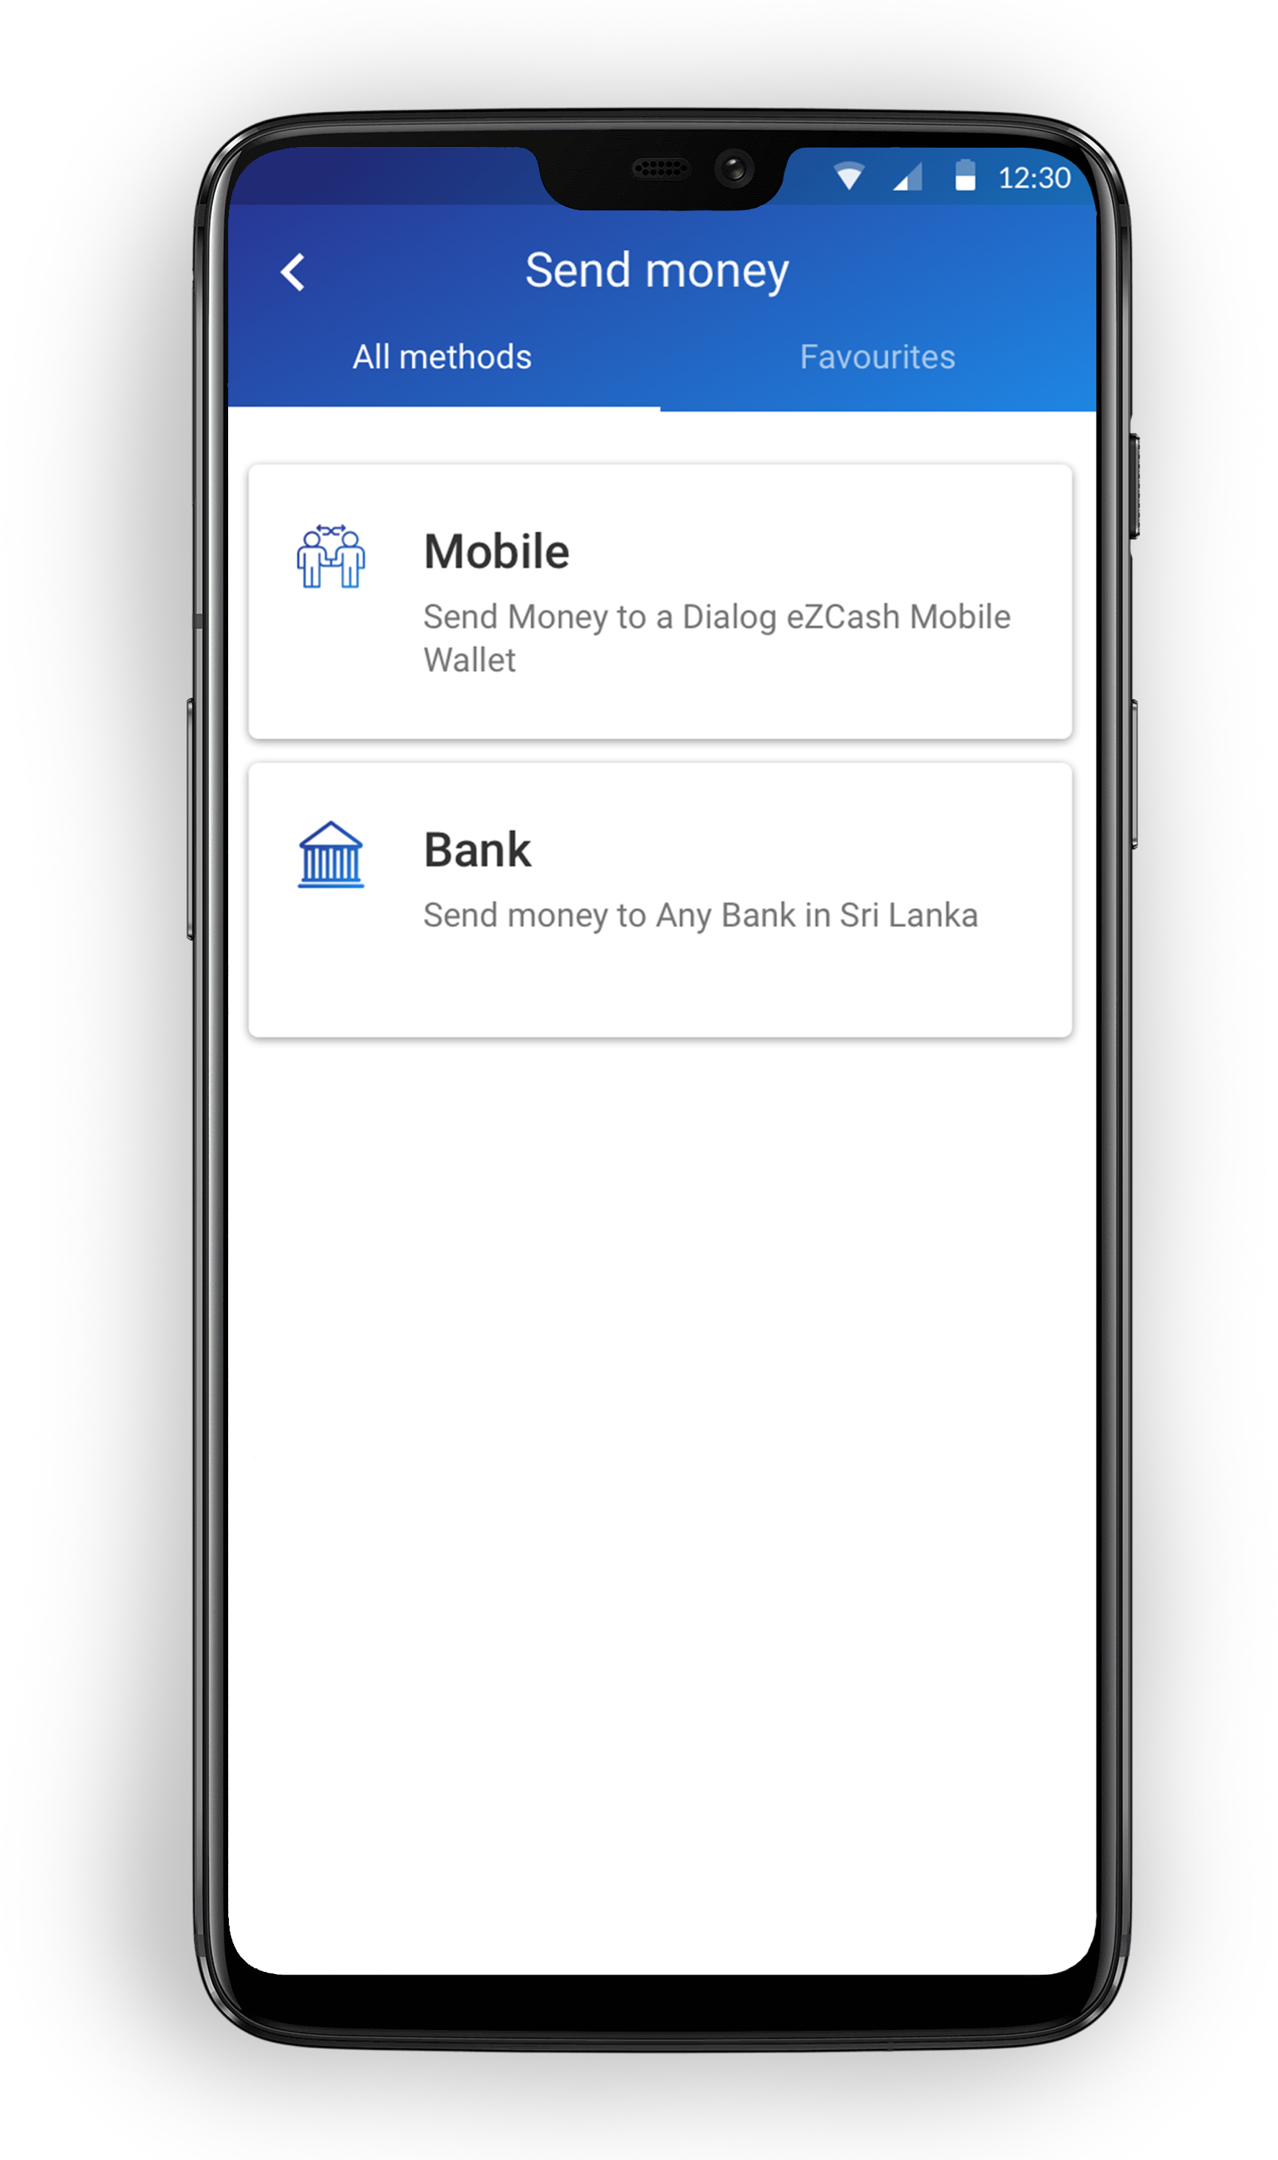 12:30
Send money
All methods
Favourites
Mobile
Send Money to a Dialog eZCash Mobile
Wallet
Bank
Send money to Any Bank in Sri Lanka